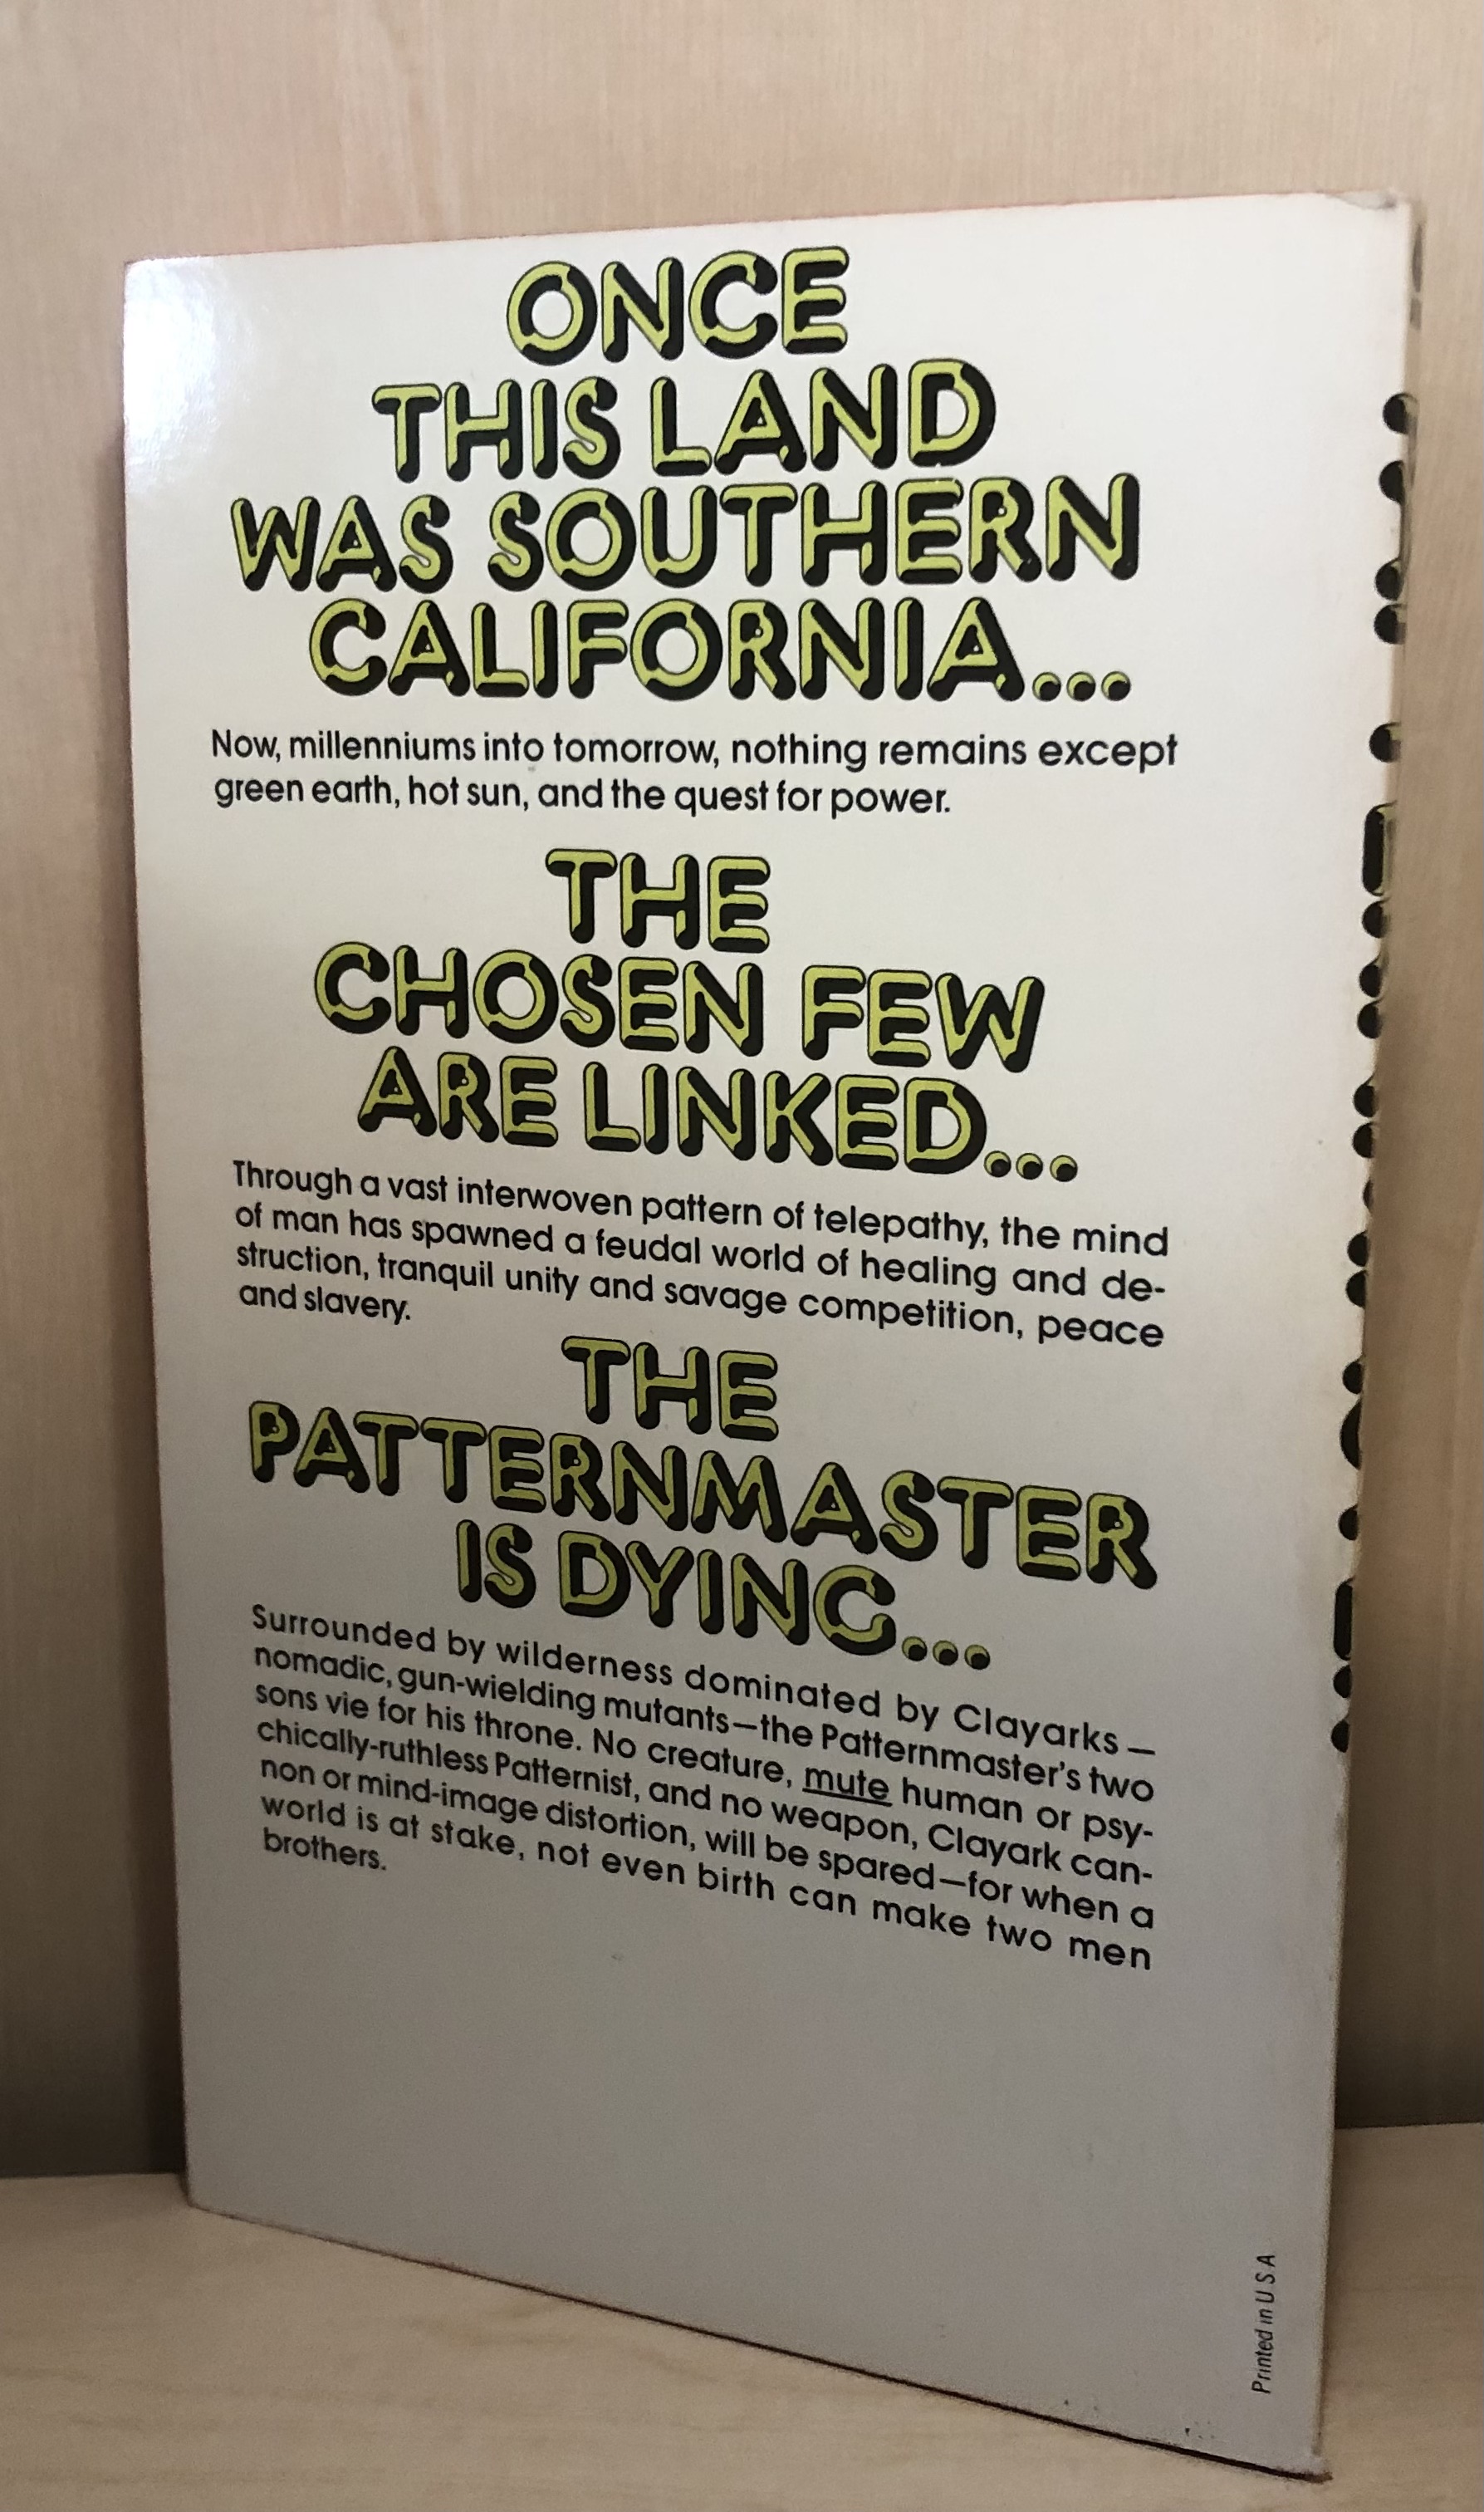 ONCE
THIS LAND
WAS SOUTHERN
CALIFORNIA...
Now, millenniums into tomorrow, nothing remains except
green earth, hot sun, and the quest for power.
THE
CHOSEN FEW
ARE LINKED...
Through a vast interwoven pattern of telepathy, the mind
of man has spawned a feudal world of healing and de-
struction, tranquil unity and savage competition, peace
and slavery.
THE
PATTERNMASTER
IS DYING...
Surrounded by wilderness dominated by Clayarks—
nomadic, gun-wielding mutants—the Patternmaster's two
sons vie for his throne. No creature, mute human or psy-
chically-ruthless Patternist, and no weapon, Clayark can-
non or mind-image distortion, will be spared—for when a
world is at stake, not even birth can make two men
brothers.
Printed in U S A